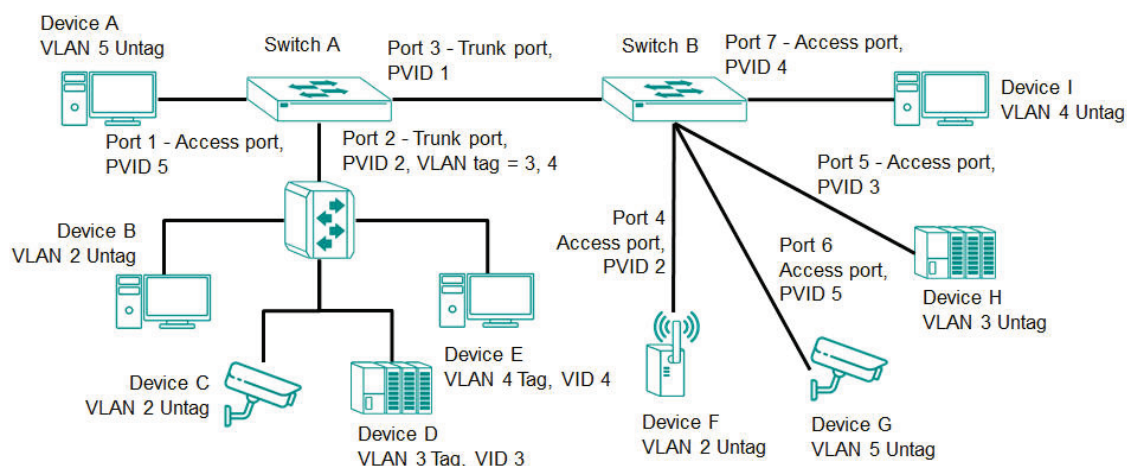 Device A
VLAN 5 Untag
Switch A
Port 3 - Trunk port,
PVID 1
Switch B
Port 7 - Access port,
PVID 4
Device I
VLAN 4 Untag
Port 1 - Access port,
PVID 5
Port 2 - Trunk port,
PVID 2, VLAN tag = 3, 4
Port 5 - Access port,
PVID 3
Device B
VLAN 2 Untag
Port 4
Access port,
PVID 2
Port 6
Access port,
PVID 5
Device H
VLAN 3 Untag
Device E
VLAN 4 Tag, VID 4
Device C
VLAN 2 Untag
Device D
VLAN 3 Tag, VID 3
Device F
VLAN 2 Untag
Device G
VLAN 5 Untag